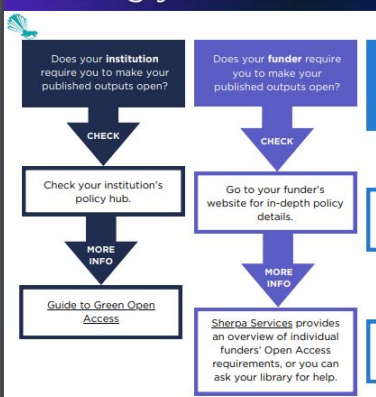 Does your institution
require you to make your
published outputs open?
CHECK
Check your institution's
policy hub.
MORE
INFO
Guide to Green Open
Access
Does your funder require
you to make your
published outputs open?
CHECK
Go to your funder's
website for in-depth policy
details.
MORE
INFO
Sherpa Services provides
an overview of individual
funders' Open Access
requirements, or you can
ask your library for help.